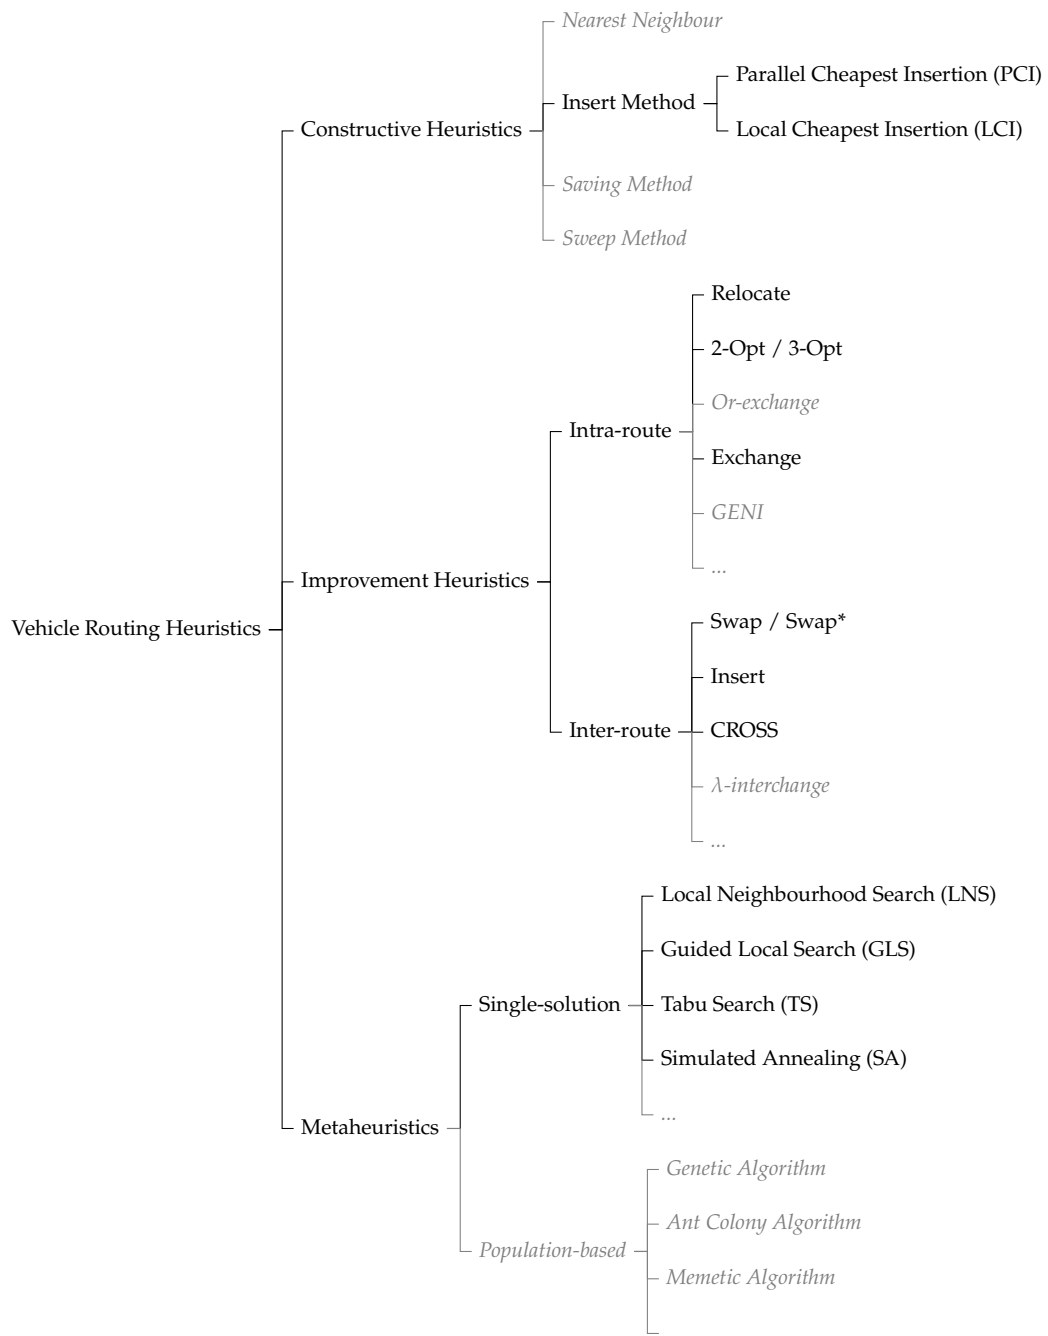 Nearest Neighbour
Parallel Cheapest Insertion (PCI)
Insert Method
Constructive Heuristics
Local Cheapest Insertion (LCI)
Saving Method
Sweep Method
Relocate
2-Opt / 3-Opt
Or-exchange
Intra-route
Exchange
GENI
...
Improvement Heuristics
Swap / Swap*
Vehicle Routing Heuristics
Insert
Inter-route
CROSS
λ-interchange
...
Local Neighbourhood Search (LNS)
Guided Local Search (GLS)
Single-solution
Tabu Search (TS)
Simulated Annealing (SA)
...
Metaheuristics
Genetic Algorithm
Ant Colony Algorithm
Population-based
Memetic Algorithm